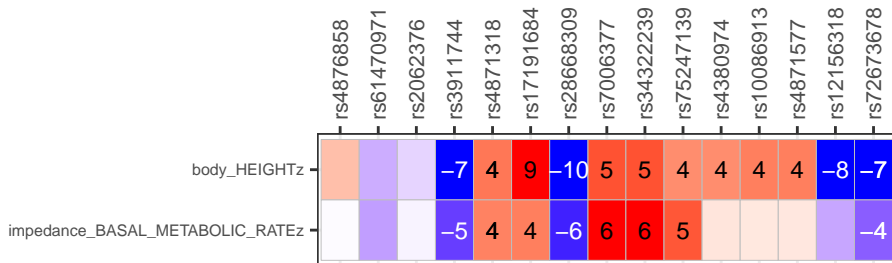 rs4876858 rs61470971 rs2062376 rs3911744 rs4871318 rs17191684 rs28668309 rs7006377 rs34322239 rs75247139 rs4380974 rs10086913 rs4871577 rs12156318 rs72673678
body_HEIGHTz −7 4 9 −10 5 5 4 4 4 4 −8 −7
impedance_BASAL_METABOLIC_RATEz −5 4 4 −6 6 6 5 −4